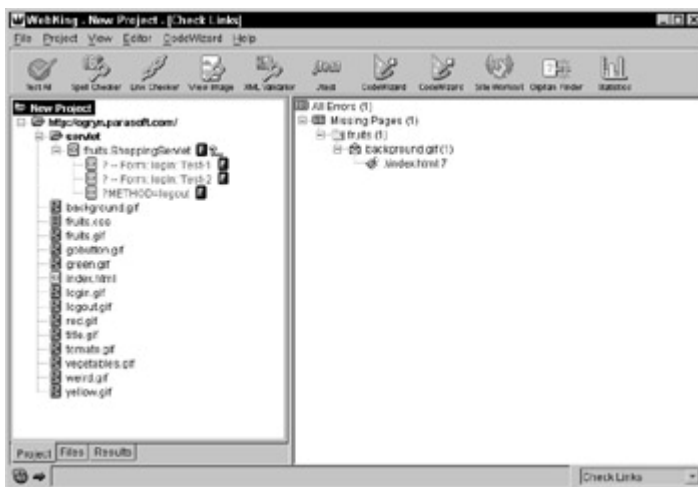 WebKing - New Project - [Check Links]
File Project View Editor CodeWizard Help
Test All Spell Checker Link Checker View Image XML Validator Jtest CodeWizard CodeWizard Site Workout Orphan Finder Statistics
New Project
http://ogryn.parasoft.com/
servlet
fruits.ShoppingServlet
? -- Form: login: Test-1
? -- Form: login: Test-2
?METHOD=logout
background.gif
fruits.css
fruits.gif
gobutton.gif
green.gif
index.html
login.gif
logout.gif
red.gif
title.gif
tomato.gif
vegetables.gif
weird.gif
yellow.gif
Project Files Results
All Errors (1)
Missing Pages (1)
fruits (1)
background.gif (1)
./index.html:7
Check Links